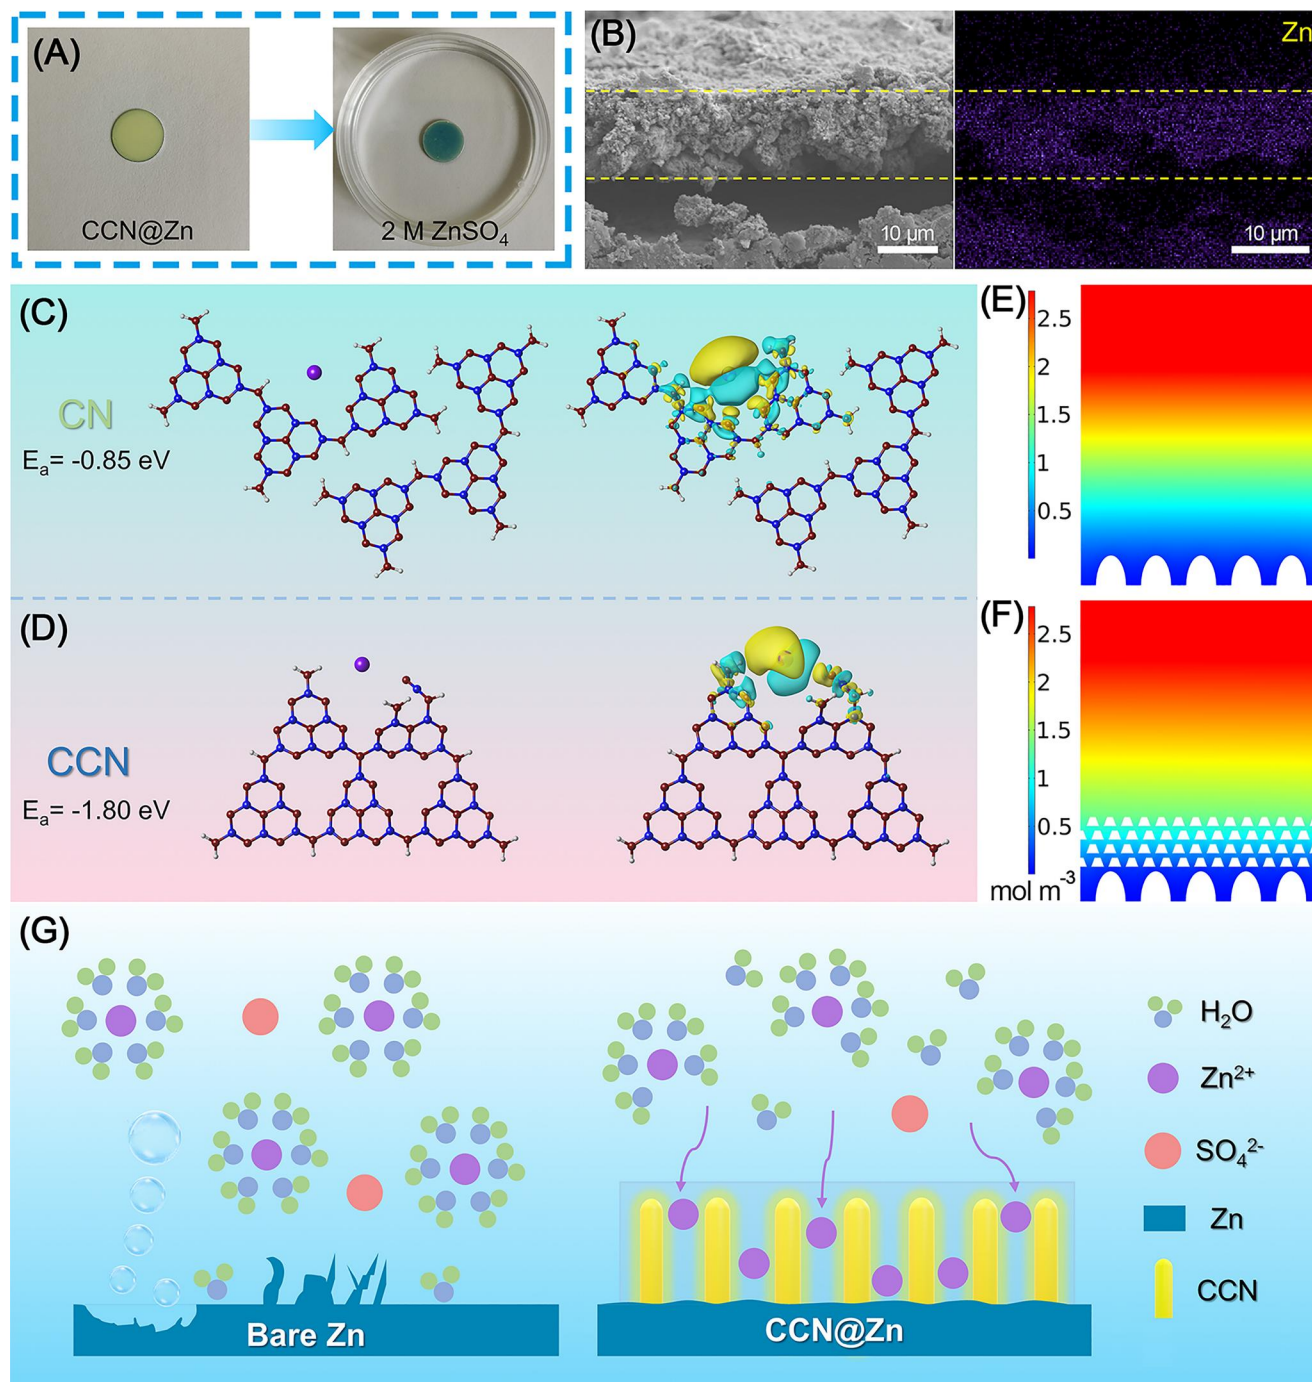 (A)
CCN@Zn
2 M ZnSO₄
(B)
Zn
10 μm
10 μm
(C)
CN
Eₐ= -0.85 eV
(D)
CCN
Eₐ= -1.80 eV
(E)
2.5
2
1.5
1
0.5
(F)
2.5
2
1.5
1
0.5
mol m⁻³
(G)
H₂O
Zn²⁺
SO₄²⁻
Zn
CCN
Bare Zn
CCN@Zn